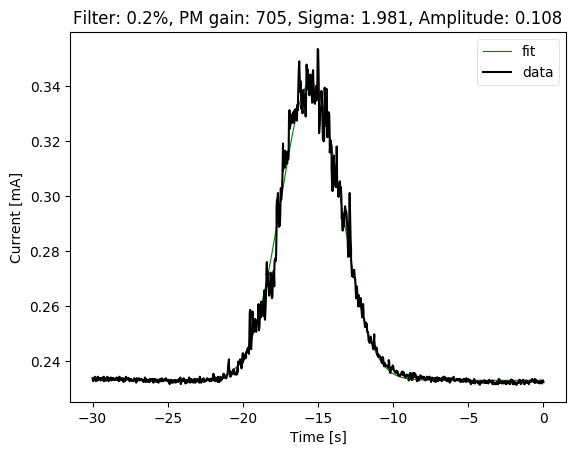 Filter: 0.2%, PM gain: 705, Sigma: 1.981, Amplitude: 0.108
fit
data
0.34
0.32
0.30
0.28
0.26
0.24
Current [mA]
−30
−25
−20
−15
−10
−5
0
Time [s]